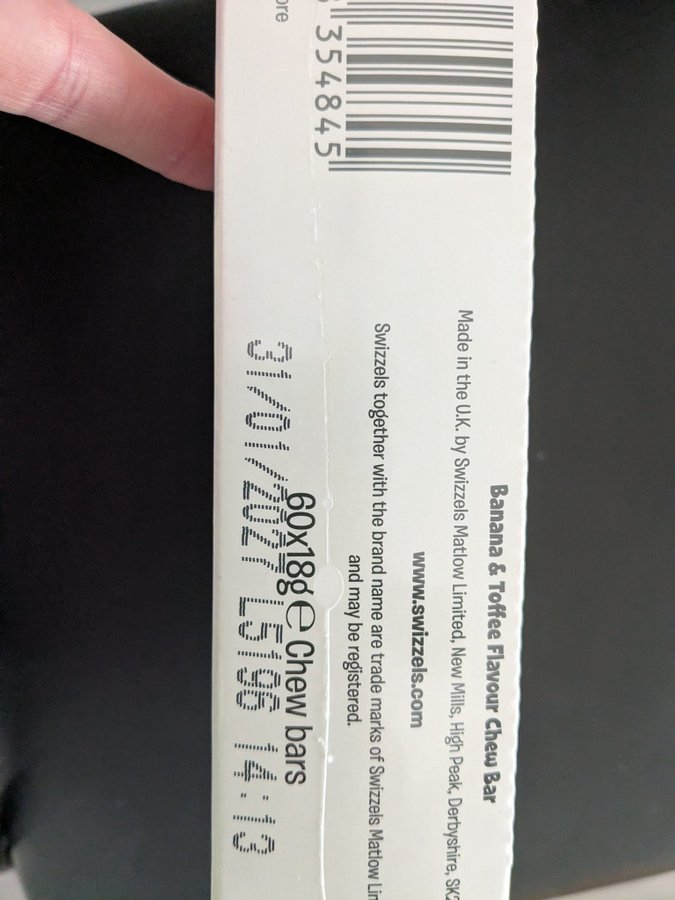 Banana & Toffee Flavour Chew Bar
Made in the U.K. by Swizzels Matlow Limited, New Mills, High Peak, Derbyshire,
www.swizzels.com
Swizzels together with the brand name are trade marks of Swizzels Matlow
and may be registered.
354845
60x18g ℮ Chew bars
31/01/2027 L5196 14:13